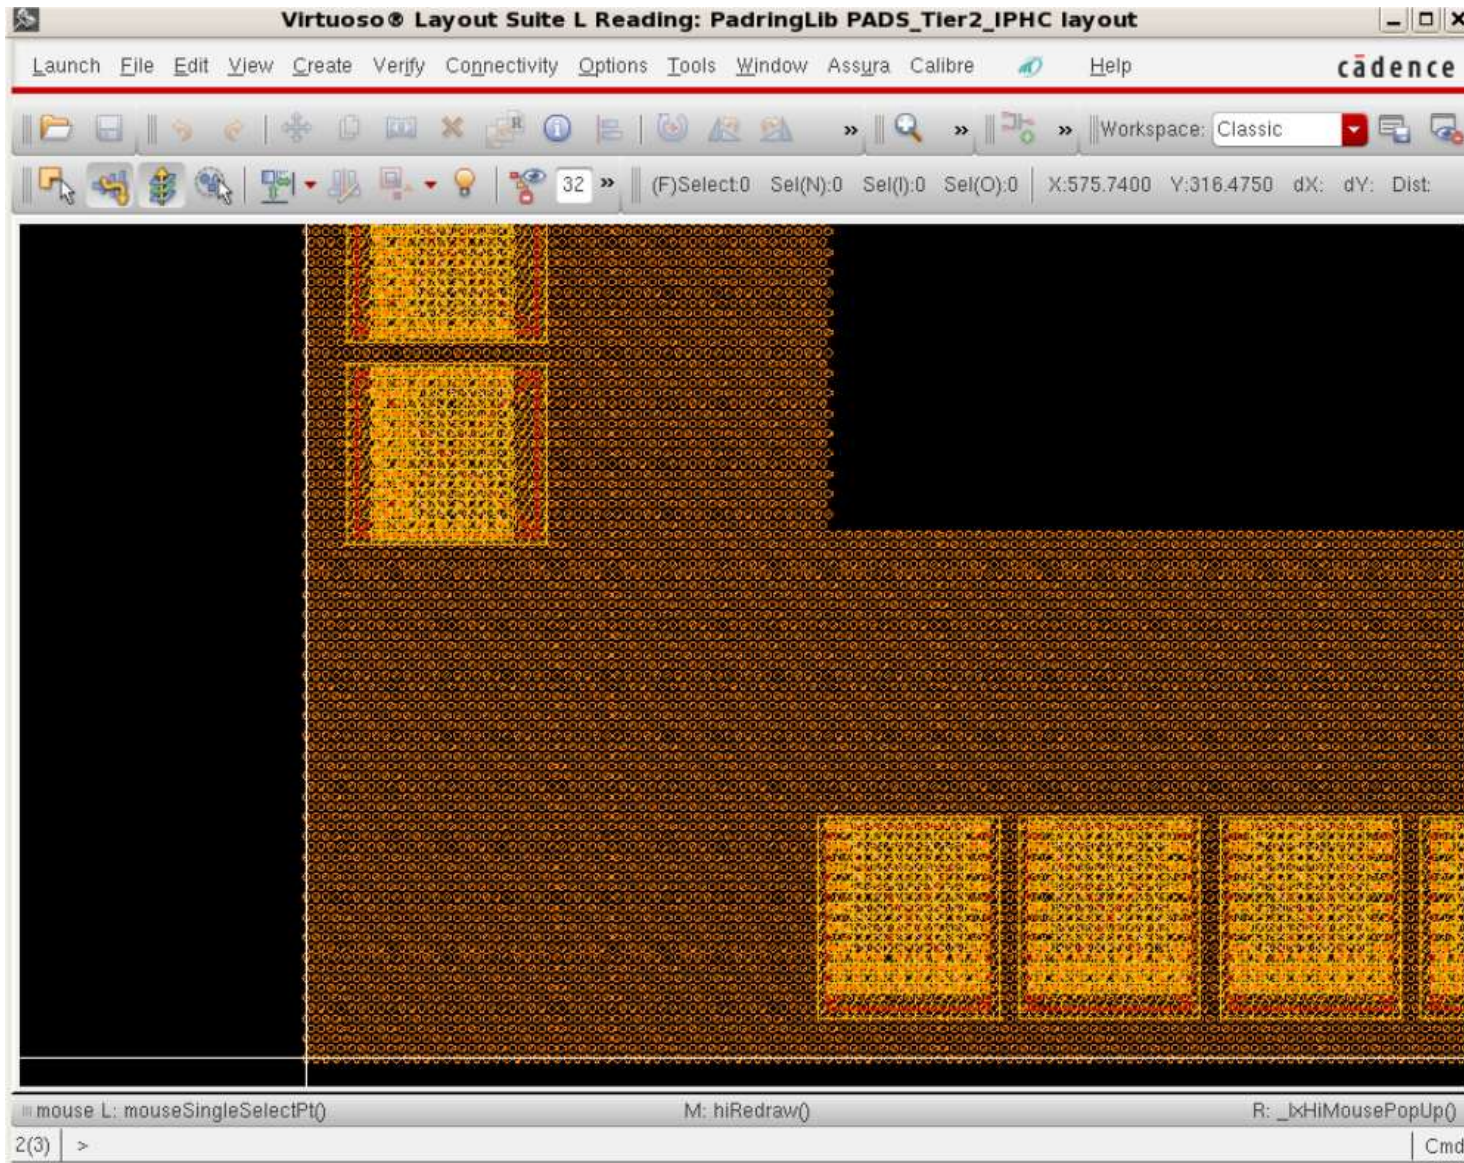 Virtuoso® Layout Suite L Reading: PadringLib PADS_Tier2_IPHC layout
Launch File Edit View Create Verify Connectivity Options Tools Window Assura Calibre Help cādence
» » » Workspace: Classic
32 » (F)Select:0 Sel(N):0 Sel(I):0 Sel(O):0 X:575.7400 Y:316.4750 dX: dY: Dist:
mouse L: mouseSingleSelectPt() M: hiRedraw() R: _lxHiMousePopUp()
2(3) > Cmd